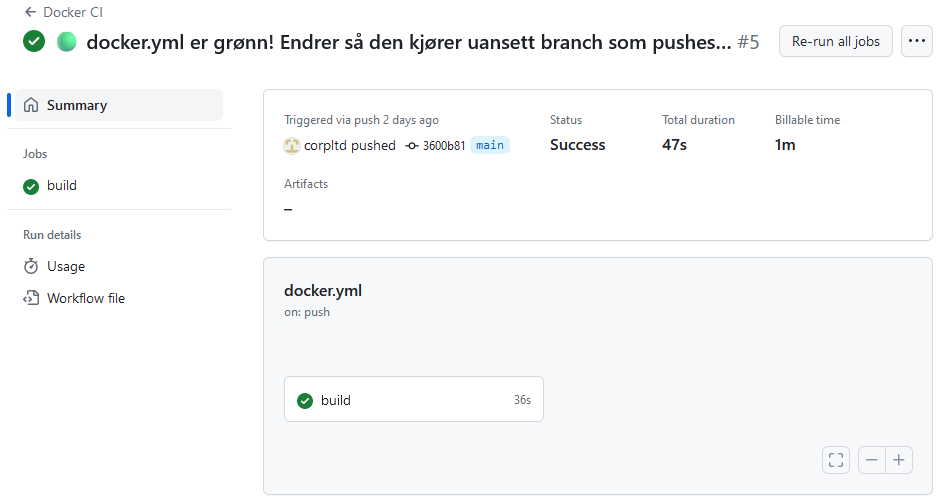 Docker CI
docker.yml er grønn! Endrer så den kjører uansett branch som pushes... #5
Re-run all jobs
Summary
Jobs
build
Run details
Usage
Workflow file
Triggered via push 2 days ago
corpltd pushed 3600b81 main
Status
Success
Total duration
47s
Billable time
1m
Artifacts
–
docker.yml
on: push
build 36s